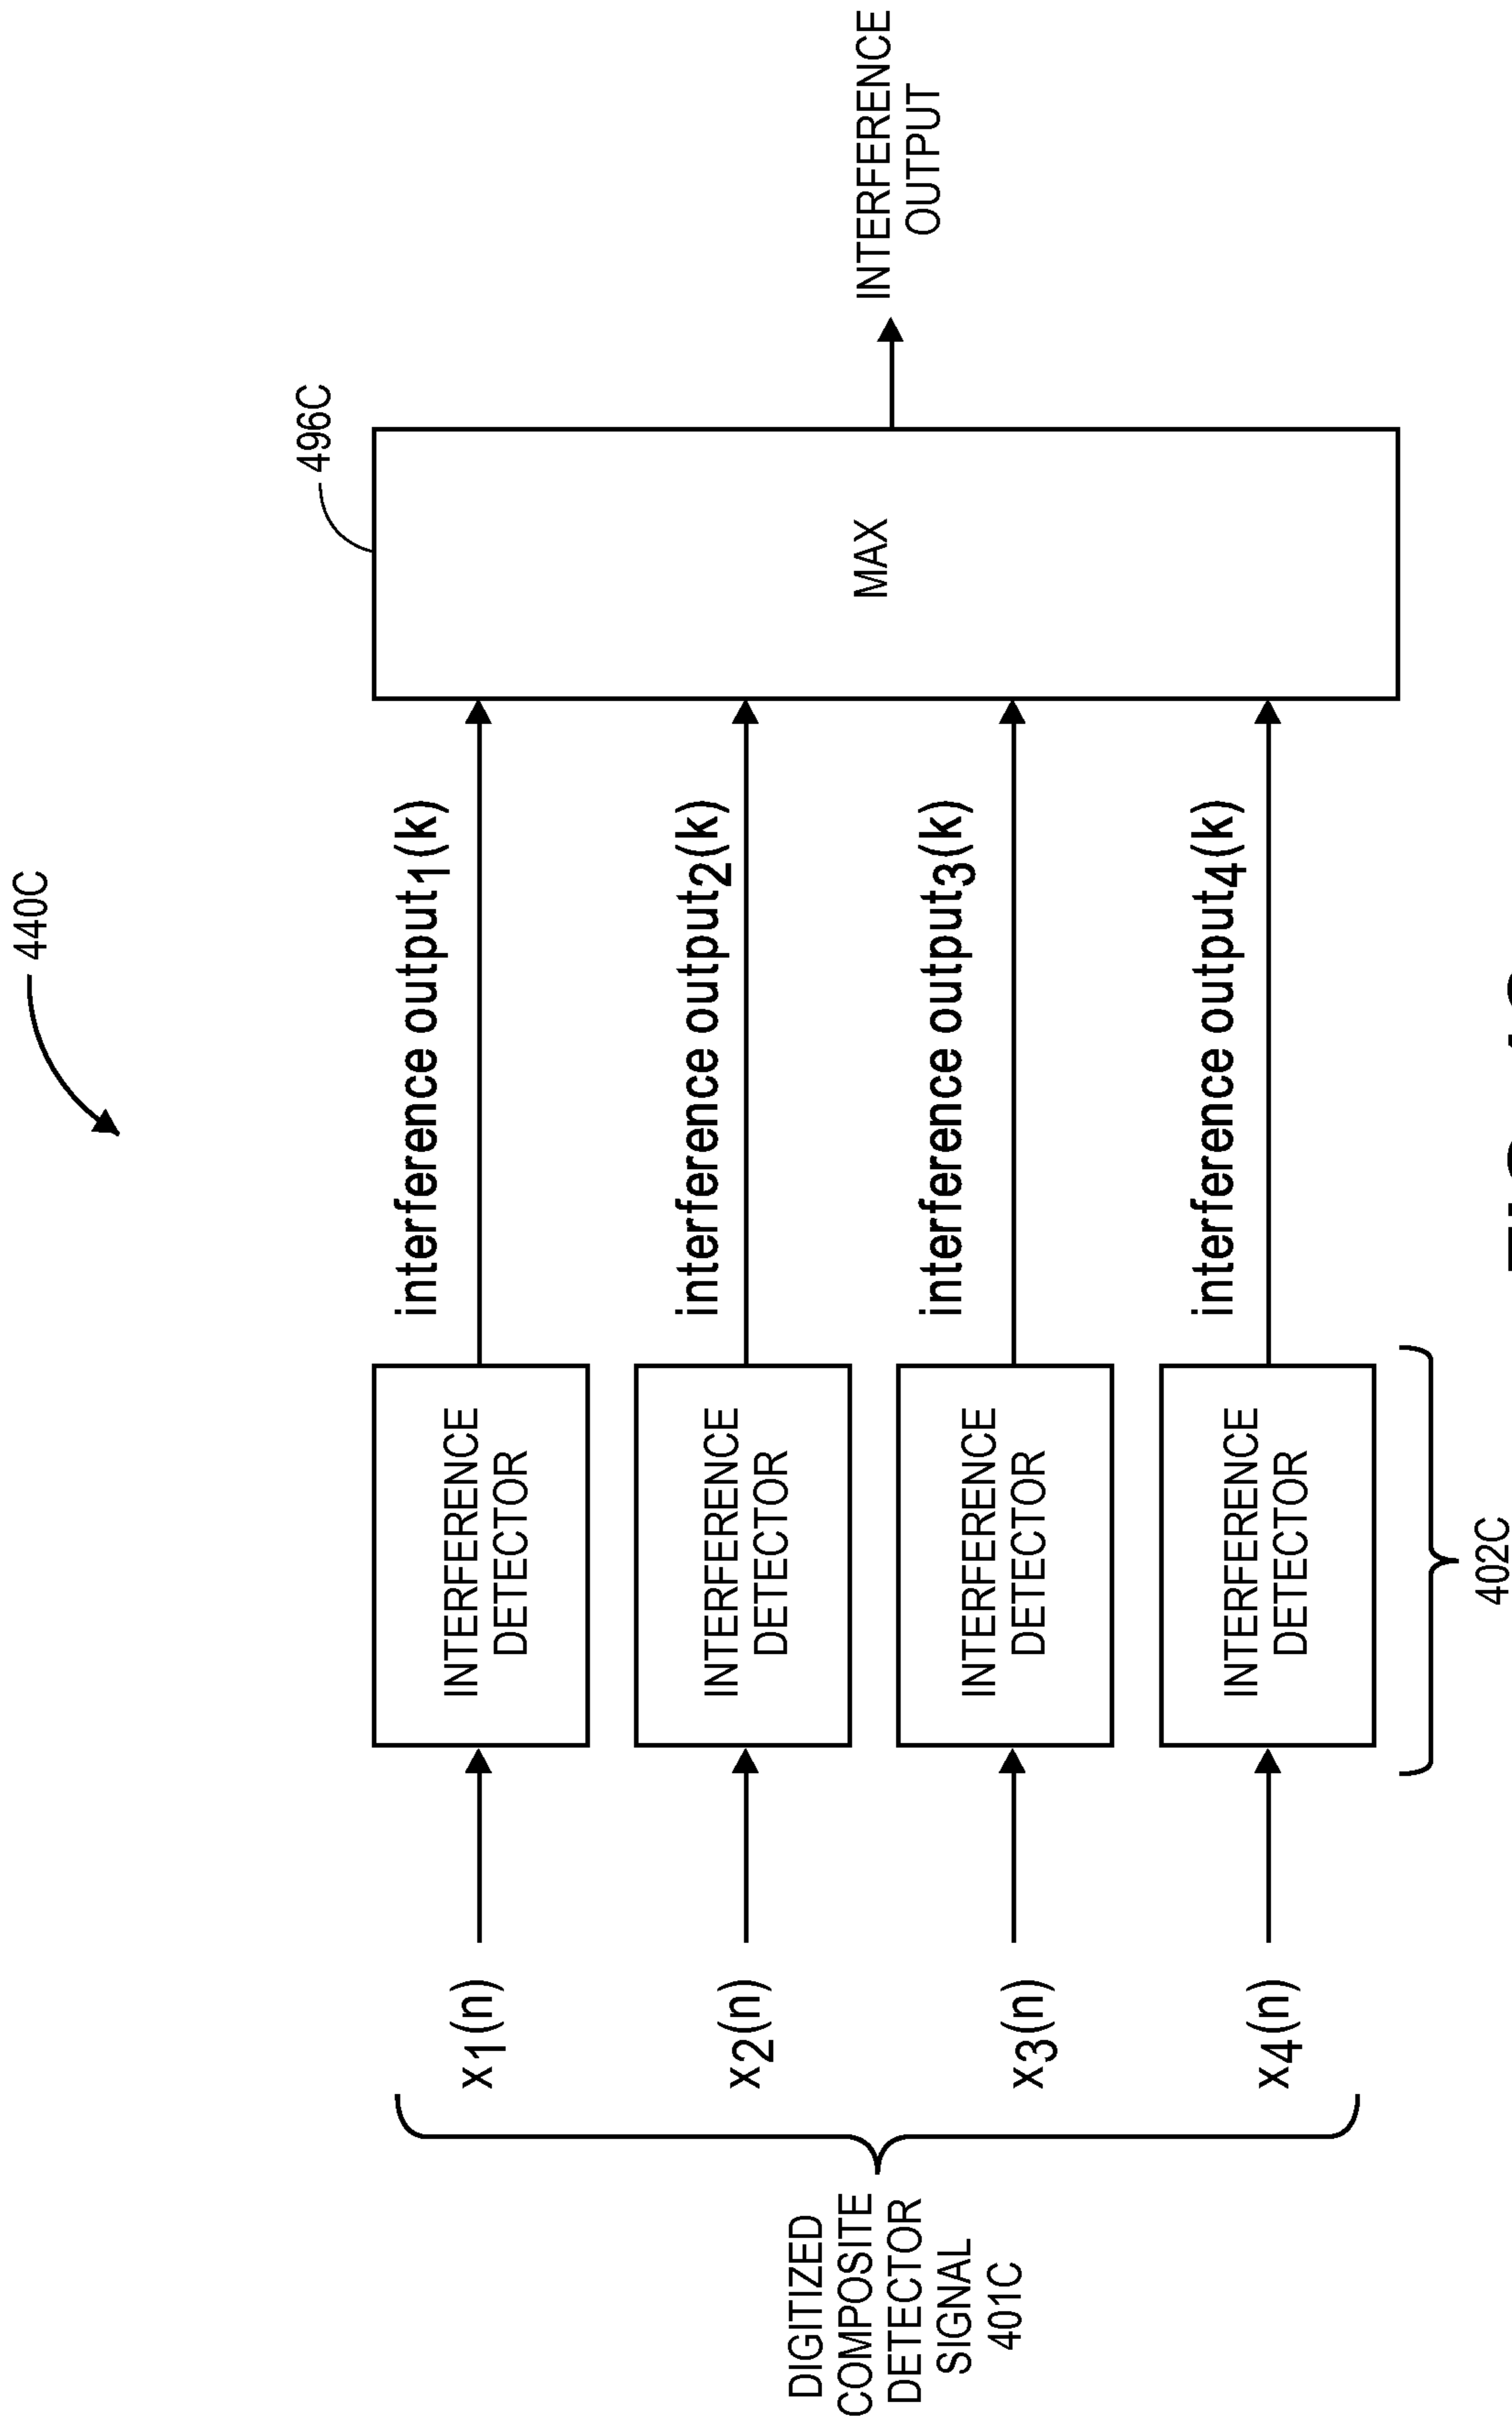 440C
496C
DIGITIZED
COMPOSITE
DETECTOR
SIGNAL
401C
x1(n)
x2(n)
x3(n)
x4(n)
INTERFERENCE
DETECTOR
INTERFERENCE
DETECTOR
INTERFERENCE
DETECTOR
INTERFERENCE
DETECTOR
402C
interference output1(k)
interference output2(k)
interference output3(k)
interference output4(k)
MAX
INTERFERENCE
OUTPUT